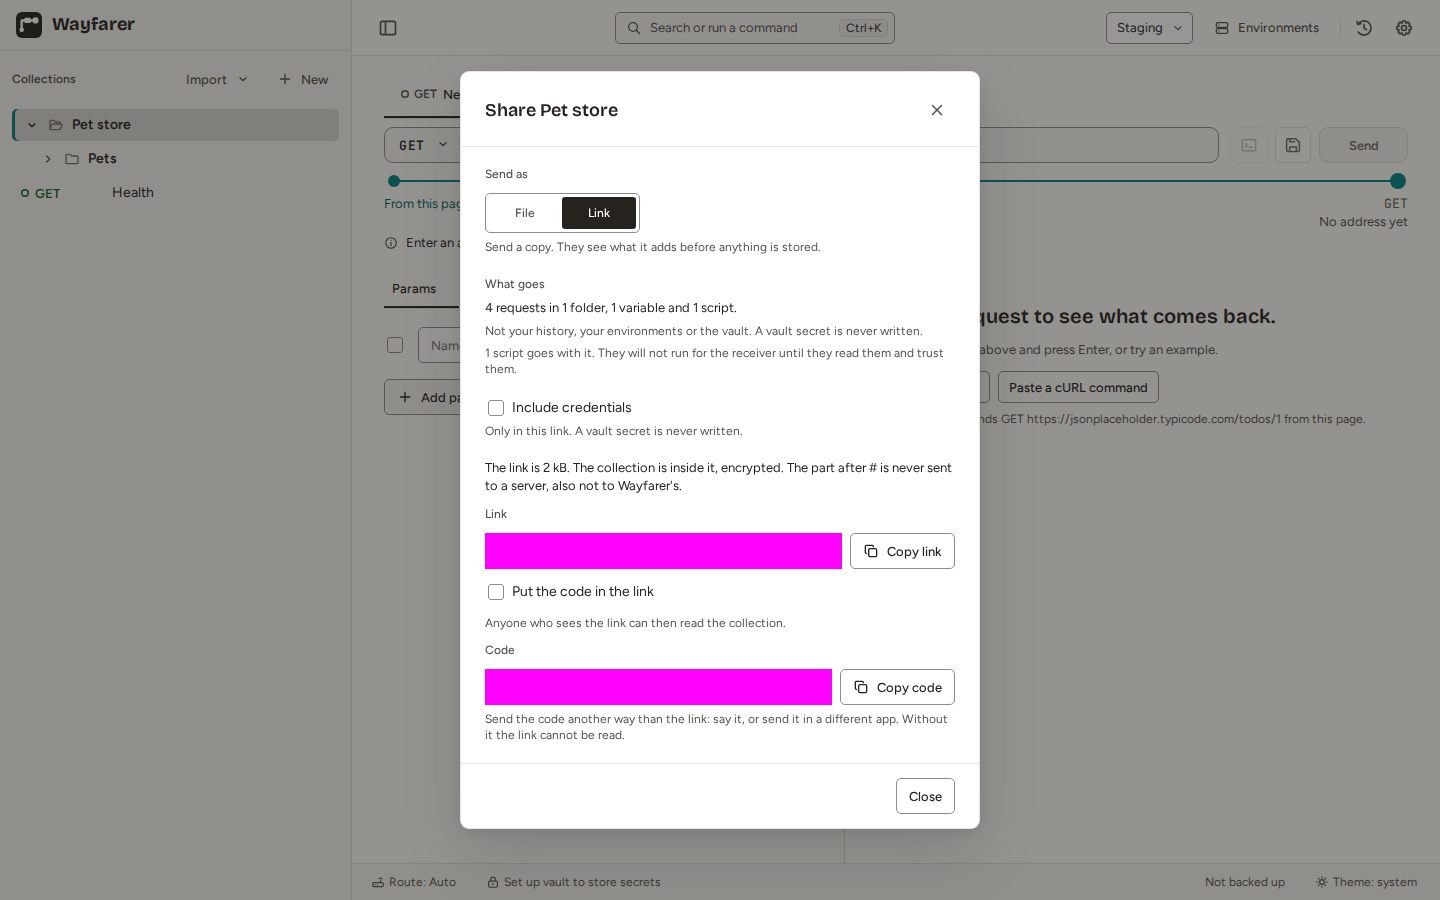 Wayfarer
Search or run a command
Ctrl+K
Staging
Environments
Collections
Import
New
Pet store
Pets
GET
Health
GET Ne
GET
Send
From this pag
GET
No address yet
Enter an a
Params
Name
Add pa
quest to see what comes back.
above and press Enter, or try an example.
Paste a cURL command
nds GET https://jsonplaceholder.typicode.com/todos/1 from this page.
Share Pet store
Send as
File
Link
Send a copy. They see what it adds before anything is stored.
What goes
4 requests in 1 folder, 1 variable and 1 script.
Not your history, your environments or the vault. A vault secret is never written.
1 script goes with it. They will not run for the receiver until they read them and trust
them.
Include credentials
Only in this link. A vault secret is never written.
The link is 2 kB. The collection is inside it, encrypted. The part after # is never sent
to a server, also not to Wayfarer's.
Link
Copy link
Put the code in the link
Anyone who sees the link can then read the collection.
Code
Copy code
Send the code another way than the link: say it, or send it in a different app. Without
it the link cannot be read.
Close
Route: Auto
Set up vault to store secrets
Not backed up
Theme: system